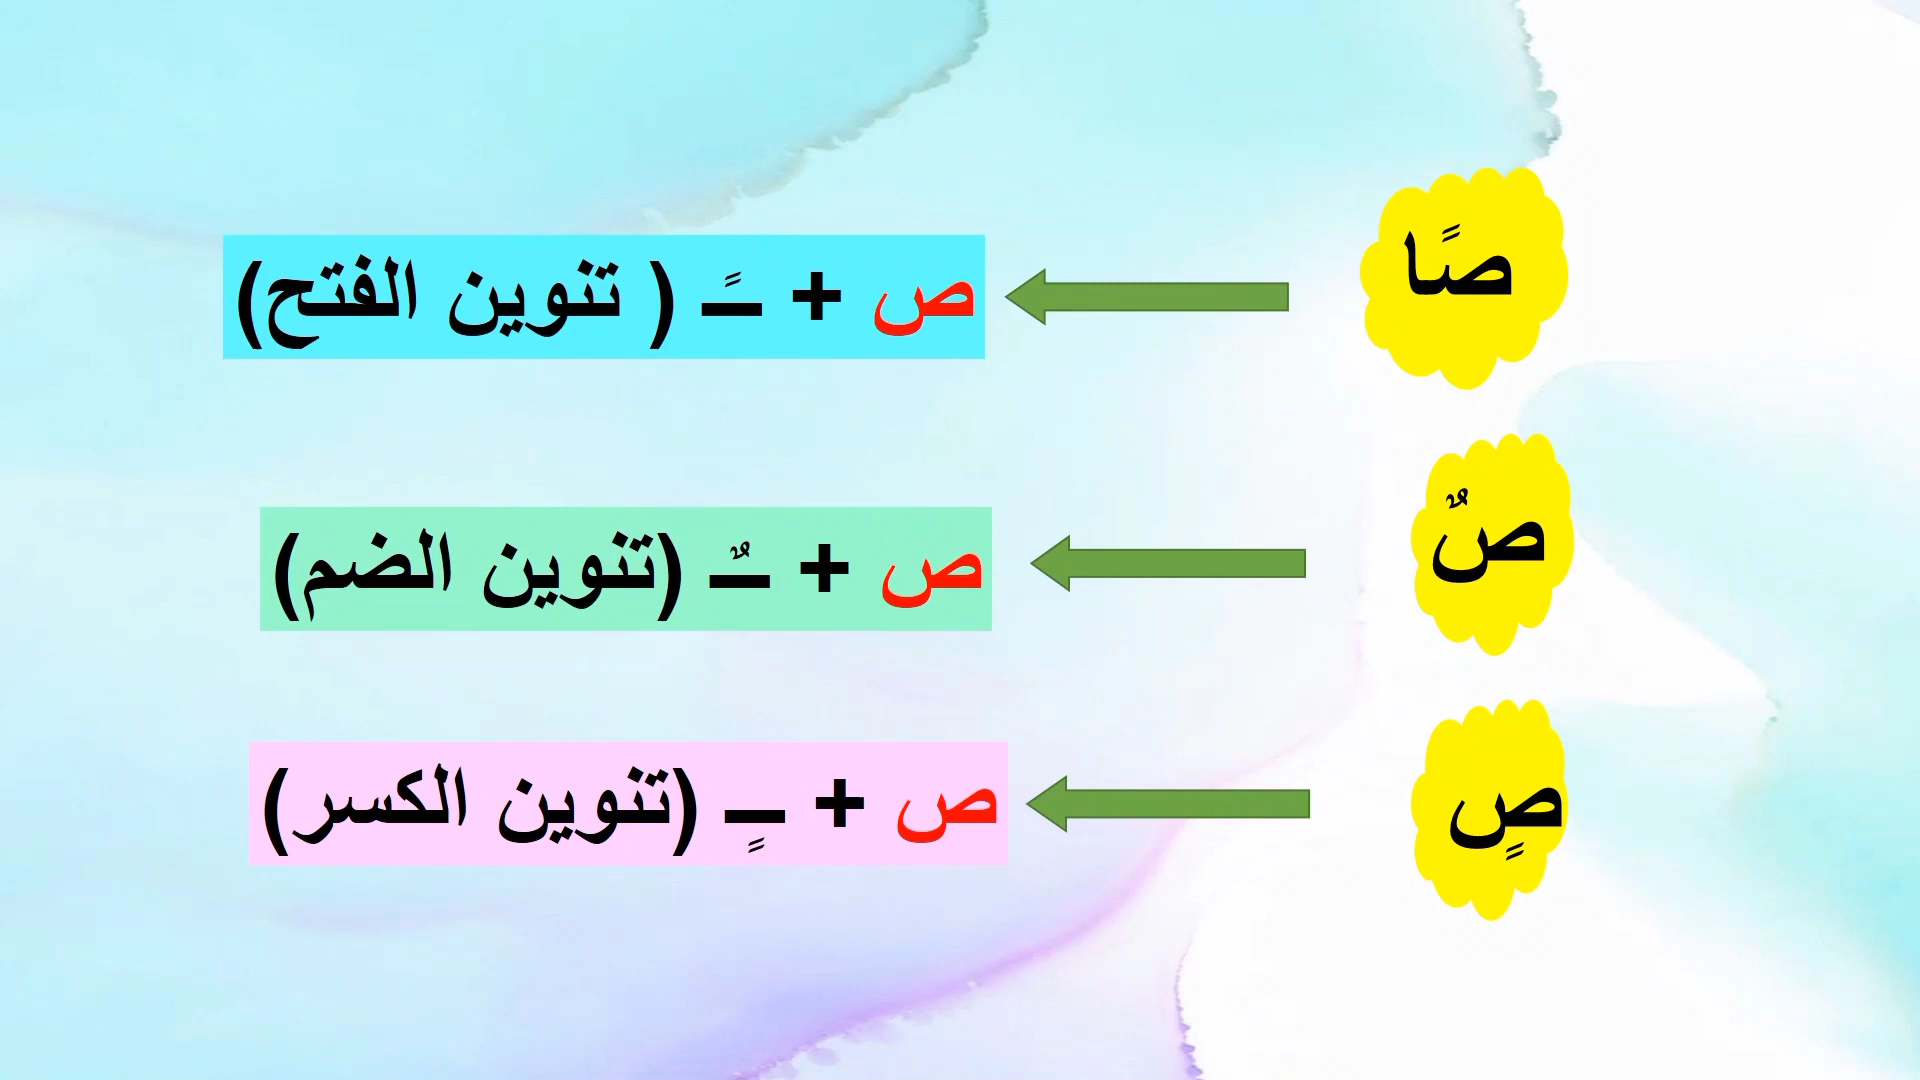 صًا
ص + ـًـ ( تنوين الفتح)
صٌ
ص + ـٌـ (تنوين الضم)
صٍ
ص + ـٍـ (تنوين الكسر)